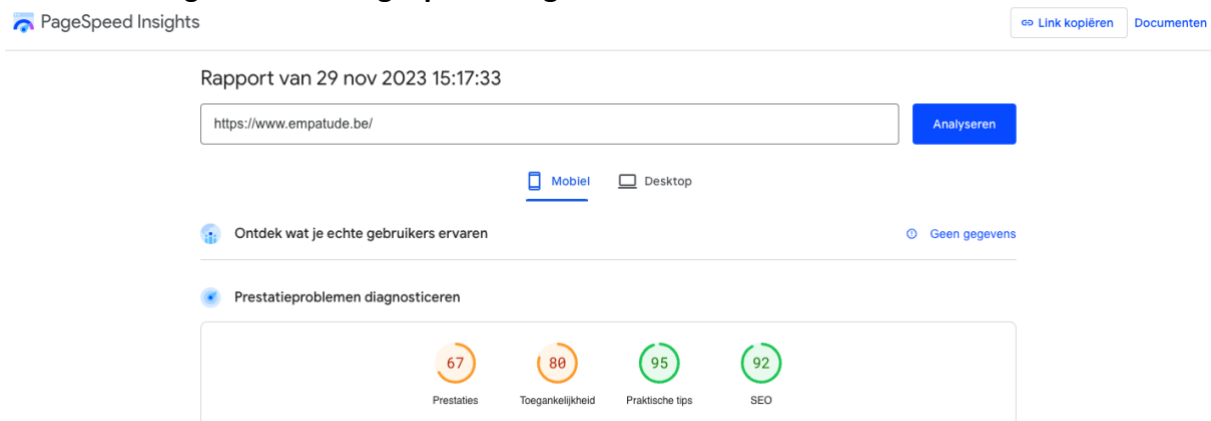 PageSpeed Insights
Link kopiëren Documenten
Rapport van 29 nov 2023 15:17:33
https://www.empatude.be/
Analyseren
Mobiel Desktop
Ontdek wat je echte gebruikers ervaren
Geen gegevens
Prestatieproblemen diagnosticeren
67 80 95 92
Prestaties Toegankelijkheid Praktische tips SEO